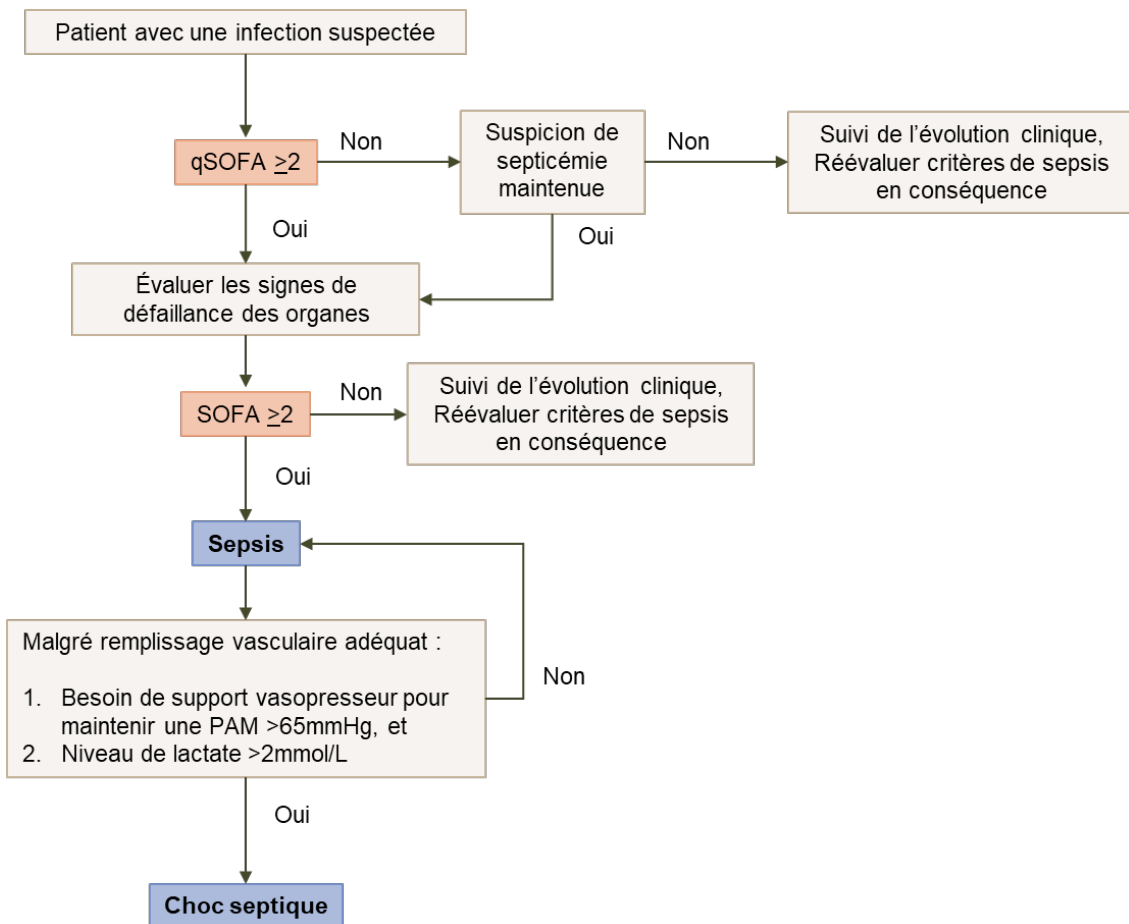 Patient avec une infection suspectée
qSOFA ≥2
Non
Suspicion de
septicémie
maintenue
Non
Suivi de l’évolution clinique,
Réévaluer critères de sepsis
en conséquence
Oui
Oui
Évaluer les signes de
défaillance des organes
SOFA ≥2
Non
Suivi de l’évolution clinique,
Réévaluer critères de sepsis
en conséquence
Oui
Sepsis
Malgré remplissage vasculaire adéquat :
1. Besoin de support vasopresseur pour
maintenir une PAM >65mmHg, et
2. Niveau de lactate >2mmol/L
Non
Oui
Choc septique